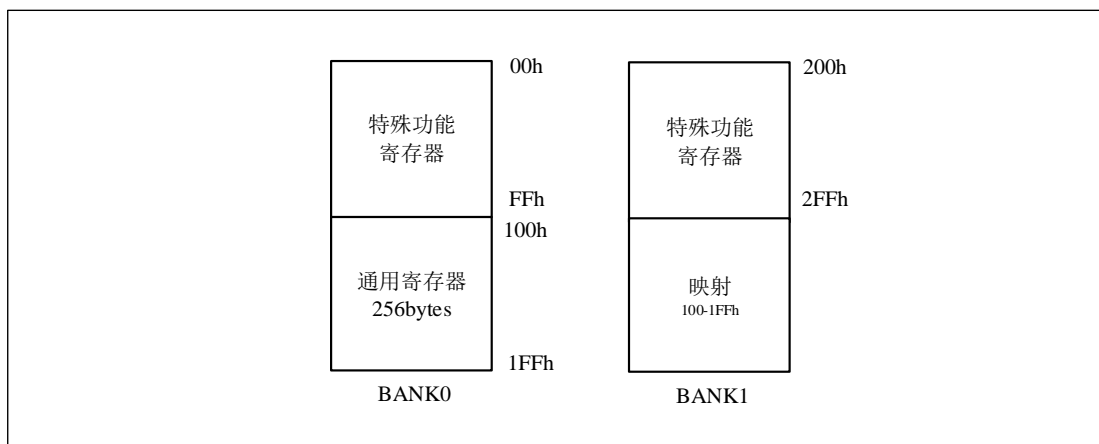 00h
特殊功能
寄存器
FFh
100h
通用寄存器
256bytes
1FFh
BANK0
200h
特殊功能
寄存器
2FFh
映射
100-1FFh
BANK1